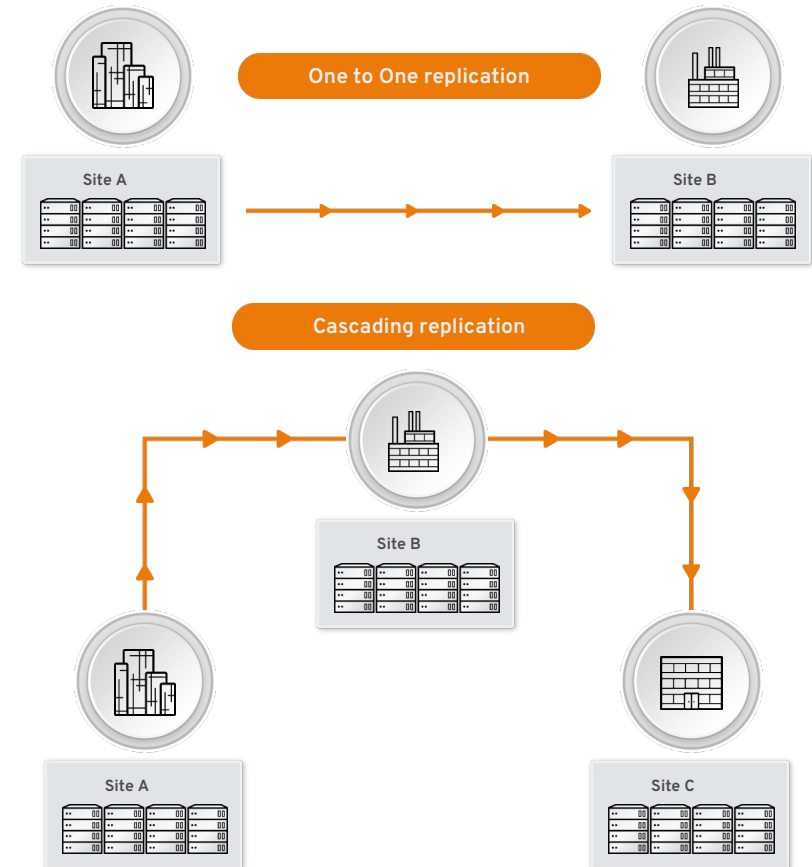 One to One replication
Site A
Site B
Cascading replication
Site B
Site A
Site C